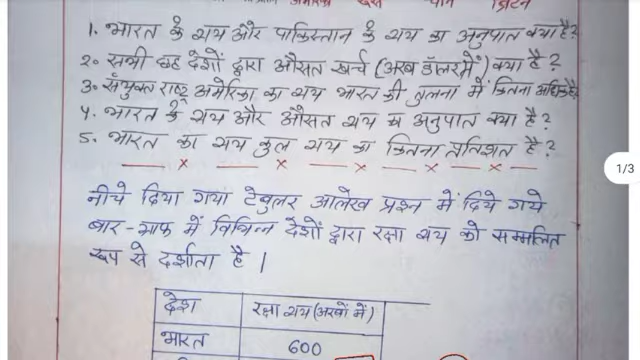 अमेरिका चीन ब्रिटेन
1. भारत के व्यय और पाकिस्तान के व्यय का अनुपात क्या है?
2. सभी छह देशों द्वारा औसत खर्च (अरब डॉलर में) क्या है?
3. संयुक्त राष्ट्र अमेरिका का व्यय भारत की तुलना में कितना अधिक है
4. भारत के व्यय और औसत व्यय का अनुपात क्या है?
5. भारत का व्यय कुल व्यय का कितना प्रतिशत है?
1/3
नीचे दिया गया टेबुलर आलेख प्रश्न में दिये गये
बार-ग्राफ में विभिन्न देशों द्वारा रक्षा व्यय को सम्मलित
रूप से दर्शाता है |
देश रक्षा व्यय (अरबों में)
भारत 600